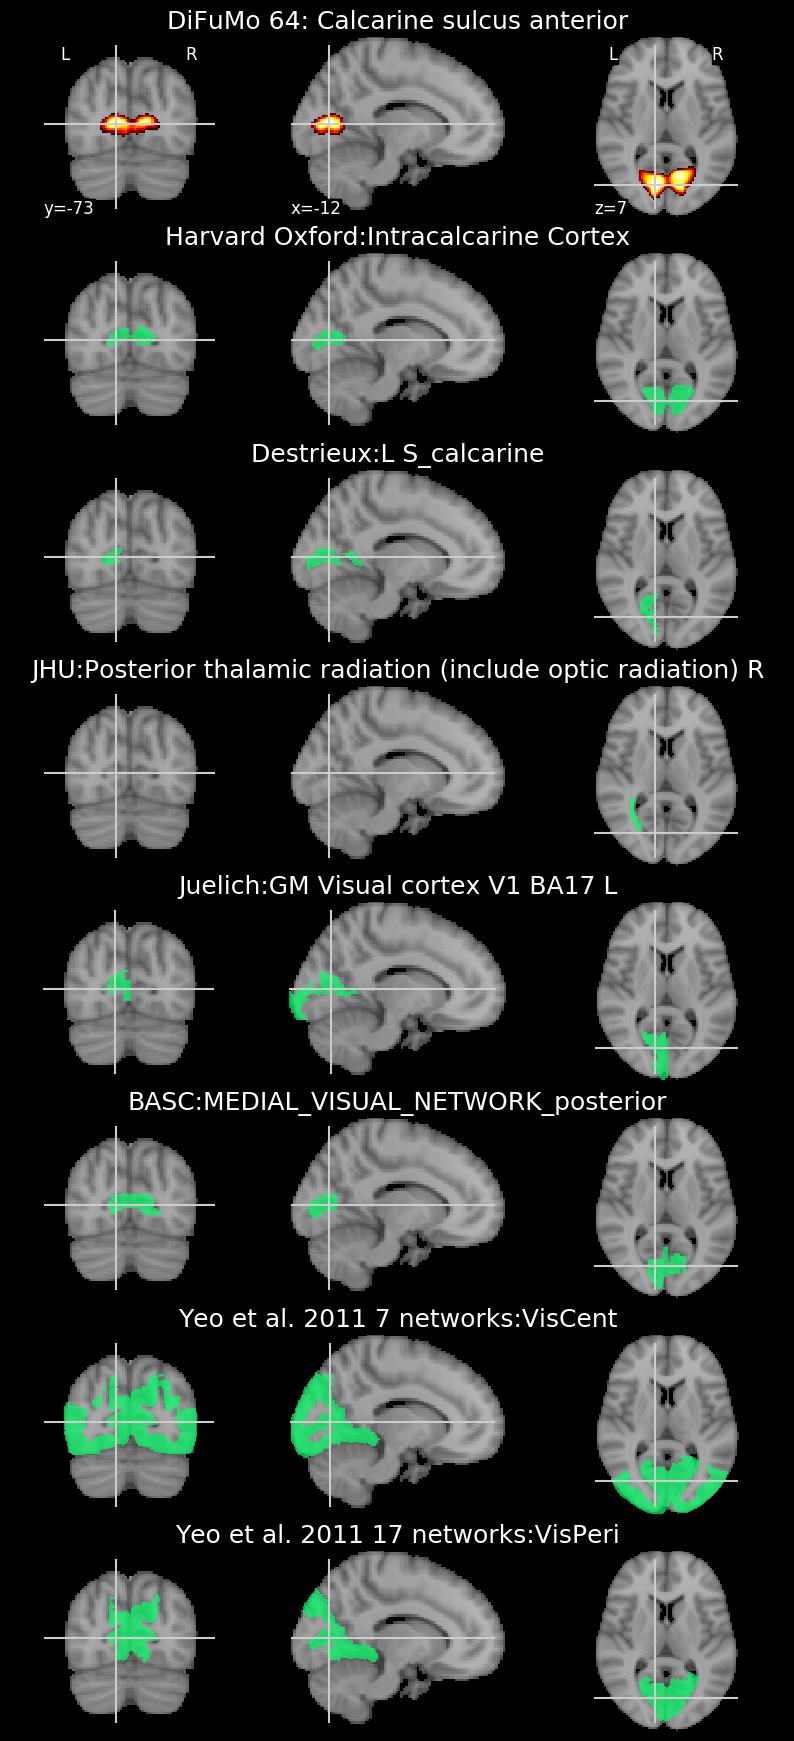 DiFuMo 64: Calcarine sulcus anterior
L R L R
y=-73 x=-12 z=7
Harvard Oxford:Intracalcarine Cortex
Destrieux:L S_calcarine
JHU:Posterior thalamic radiation (include optic radiation) R
Juelich:GM Visual cortex V1 BA17 L
BASC:MEDIAL_VISUAL_NETWORK_posterior
Yeo et al. 2011 7 networks:VisCent
Yeo et al. 2011 17 networks:VisPeri